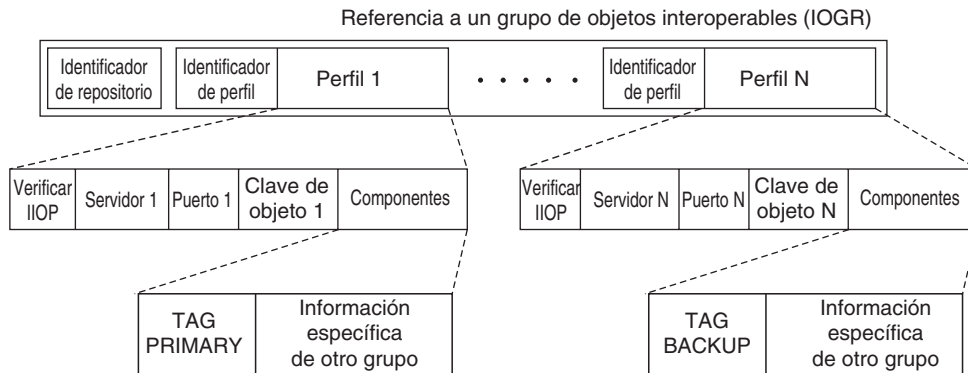 Referencia a un grupo de objetos interoperables (IOGR)
Identificador
de repositorio
Identificador
de perfil
Perfil 1
Identificador
de perfil
Perfil N
Verificar
IIOP
Servidor 1
Puerto 1
Clave de
objeto 1
Componentes
Verificar
IIOP
Servidor N
Puerto N
Clave de
objeto N
Componentes
TAG
PRIMARY
Información
específica
de otro grupo
TAG
BACKUP
Información
específica
de otro grupo